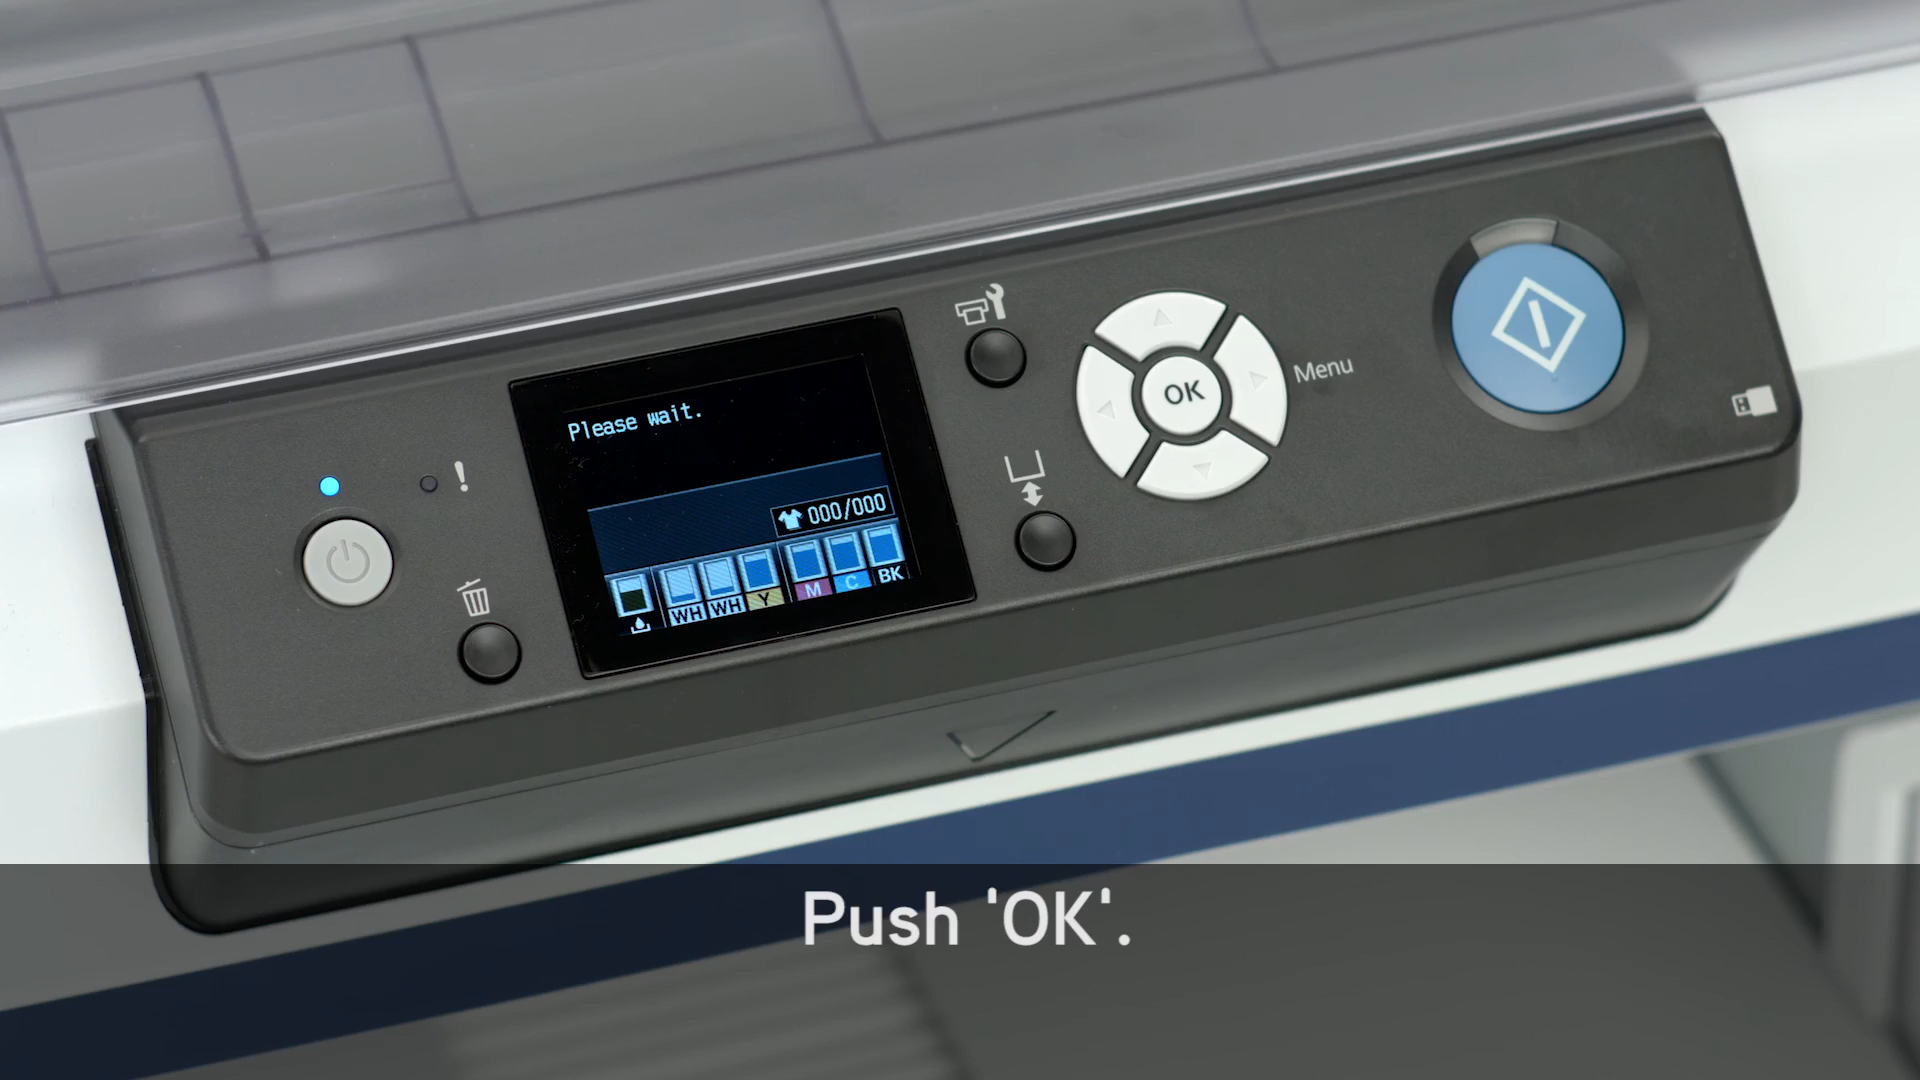 Please wait.
000/000
WH WH Y M C BK
OK
Menu
!
Push 'OK'.